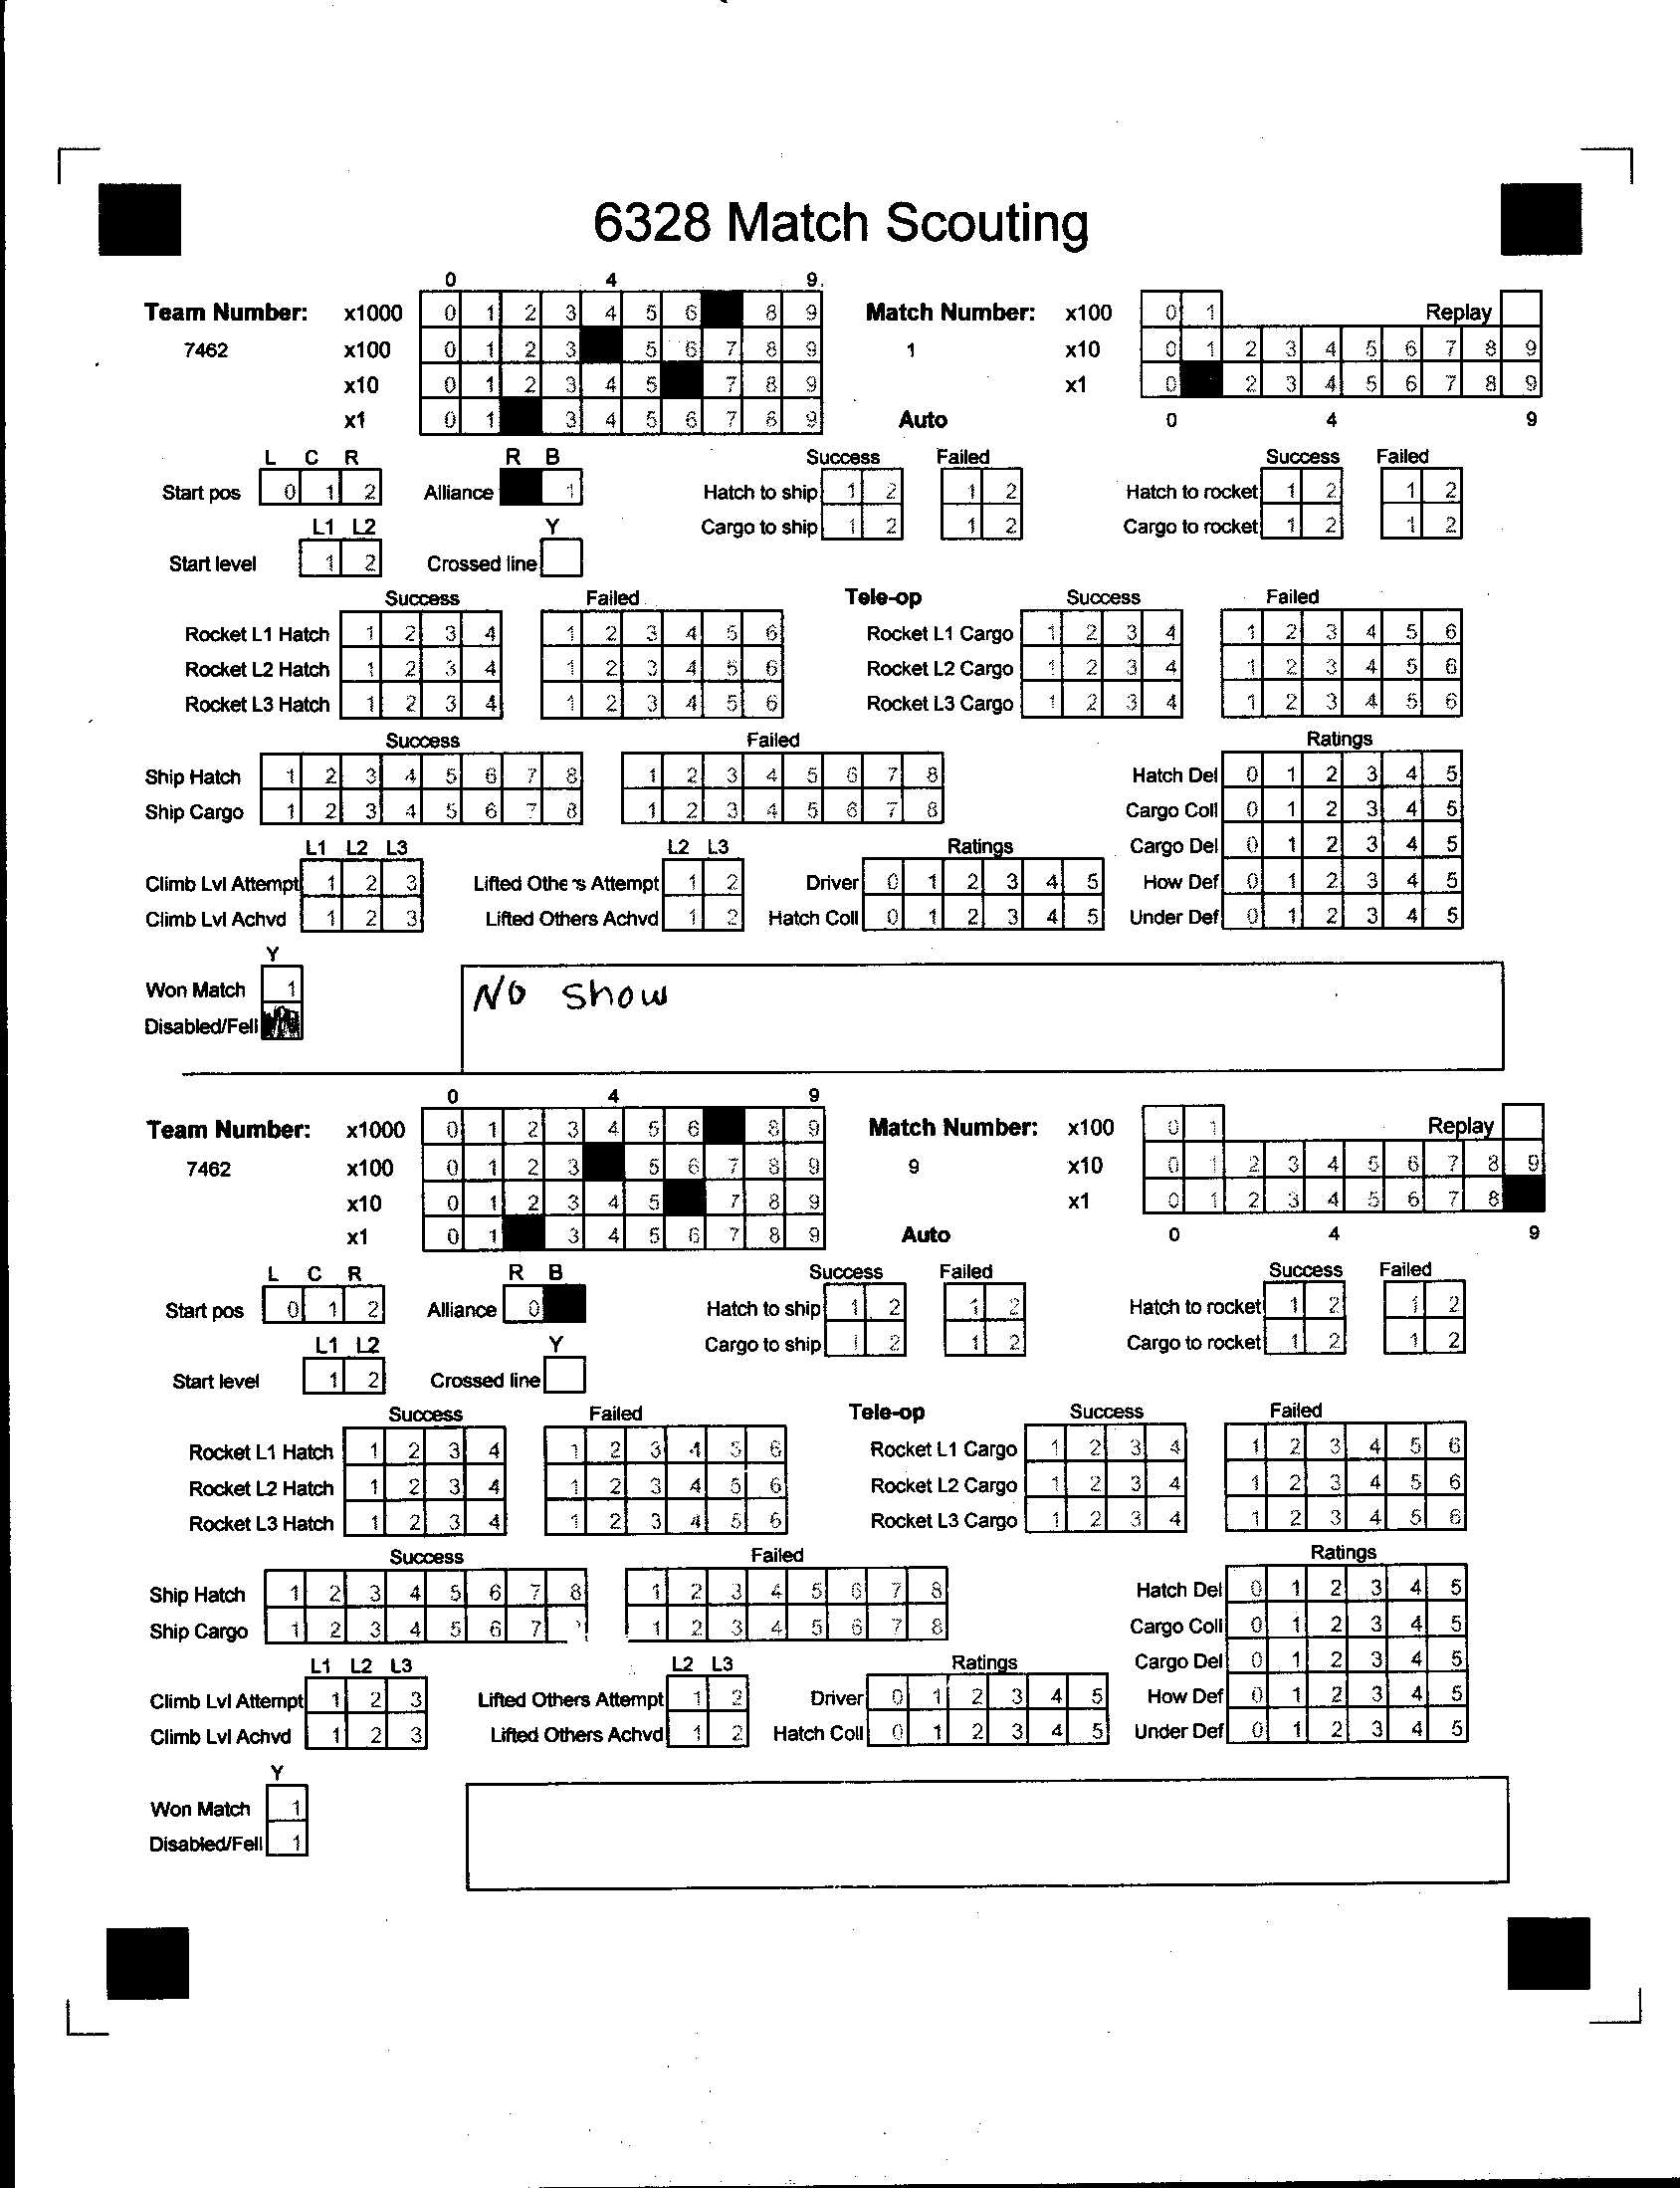 6328 Match Scouting
0 4 9
Team Number: x1000 0 1 2 3 4 5 6 8 9 Match Number: x100 0 1 Replay
7462 x100 0 1 2 3 5 6 7 8 9 1 x10 0 1 2 3 4 5 6 7 8 9
x10 0 1 2 3 4 5 7 8 9 x1 0 2 3 4 5 6 7 8 9
x1 0 1 3 4 5 6 7 8 9 Auto 0 4 9
L C R R B Success Failed Success Failed
Start pos 0 1 2 Alliance 1 Hatch to ship 1 2 1 2 Hatch to rocket 1 2 1 2
L1 L2 Y Cargo to ship 1 2 1 2 Cargo to rocket 1 2 1 2
Start level 1 2 Crossed line
Success Failed Tele-op Success Failed
Rocket L1 Hatch 1 2 3 4 1 2 3 4 5 6 Rocket L1 Cargo 1 2 3 4 1 2 3 4 5 6
Rocket L2 Hatch 1 2 3 4 1 2 3 4 5 6 Rocket L2 Cargo 1 2 3 4 1 2 3 4 5 6
Rocket L3 Hatch 1 2 3 4 1 2 3 4 5 6 Rocket L3 Cargo 1 2 3 4 1 2 3 4 5 6
Success Failed Ratings
Ship Hatch 1 2 3 4 5 6 7 8 1 2 3 4 5 6 7 8 Hatch Del 0 1 2 3 4 5
Ship Cargo 1 2 3 4 5 6 7 8 1 2 3 4 5 6 7 8 Cargo Coll 0 1 2 3 4 5
L1 L2 L3 L2 L3 Ratings Cargo Del 0 1 2 3 4 5
Climb Lvl Attempt 1 2 3 Lifted Others Attempt 1 2 Driver 0 1 2 3 4 5 How Def 0 1 2 3 4 5
Climb Lvl Achvd 1 2 3 Lifted Others Achvd 1 2 Hatch Coll 0 1 2 3 4 5 Under Def 0 1 2 3 4 5
Y
Won Match 1 No show
Disabled/Fell
0 4 9
Team Number: x1000 0 1 2 3 4 5 6 8 9 Match Number: x100 0 1 Replay
7462 x100 0 1 2 3 5 6 7 8 9 9 x10 0 1 2 3 4 5 6 7 8 9
x10 0 1 2 3 4 5 7 8 9 x1 0 1 2 3 4 5 6 7 8
x1 0 1 3 4 5 6 7 8 9 Auto 0 4 9
L C R R B Success Failed Success Failed
Start pos 0 1 2 Alliance 0 Hatch to ship 1 2 1 2 Hatch to rocket 1 2 1 2
L1 L2 Y Cargo to ship 1 2 1 2 Cargo to rocket 1 2 1 2
Start level 1 2 Crossed line
Success Failed Tele-op Success Failed
Rocket L1 Hatch 1 2 3 4 1 2 3 4 5 6 Rocket L1 Cargo 1 2 3 4 1 2 3 4 5 6
Rocket L2 Hatch 1 2 3 4 1 2 3 4 5 6 Rocket L2 Cargo 1 2 3 4 1 2 3 4 5 6
Rocket L3 Hatch 1 2 3 4 1 2 3 4 5 6 Rocket L3 Cargo 1 2 3 4 1 2 3 4 5 6
Success Failed Ratings
Ship Hatch 1 2 3 4 5 6 7 8 1 2 3 4 5 6 7 8 Hatch Del 0 1 2 3 4 5
Ship Cargo 1 2 3 4 5 6 7 1 2 3 4 5 6 7 8 Cargo Coll 0 1 2 3 4 5
L1 L2 L3 L2 L3 Ratings Cargo Del 0 1 2 3 4 5
Climb Lvl Attempt 1 2 3 Lifted Others Attempt 1 2 Driver 0 1 2 3 4 5 How Def 0 1 2 3 4 5
Climb Lvl Achvd 1 2 3 Lifted Others Achvd 1 2 Hatch Coll 0 1 2 3 4 5 Under Def 0 1 2 3 4 5
Y
Won Match 1
Disabled/Fell 1